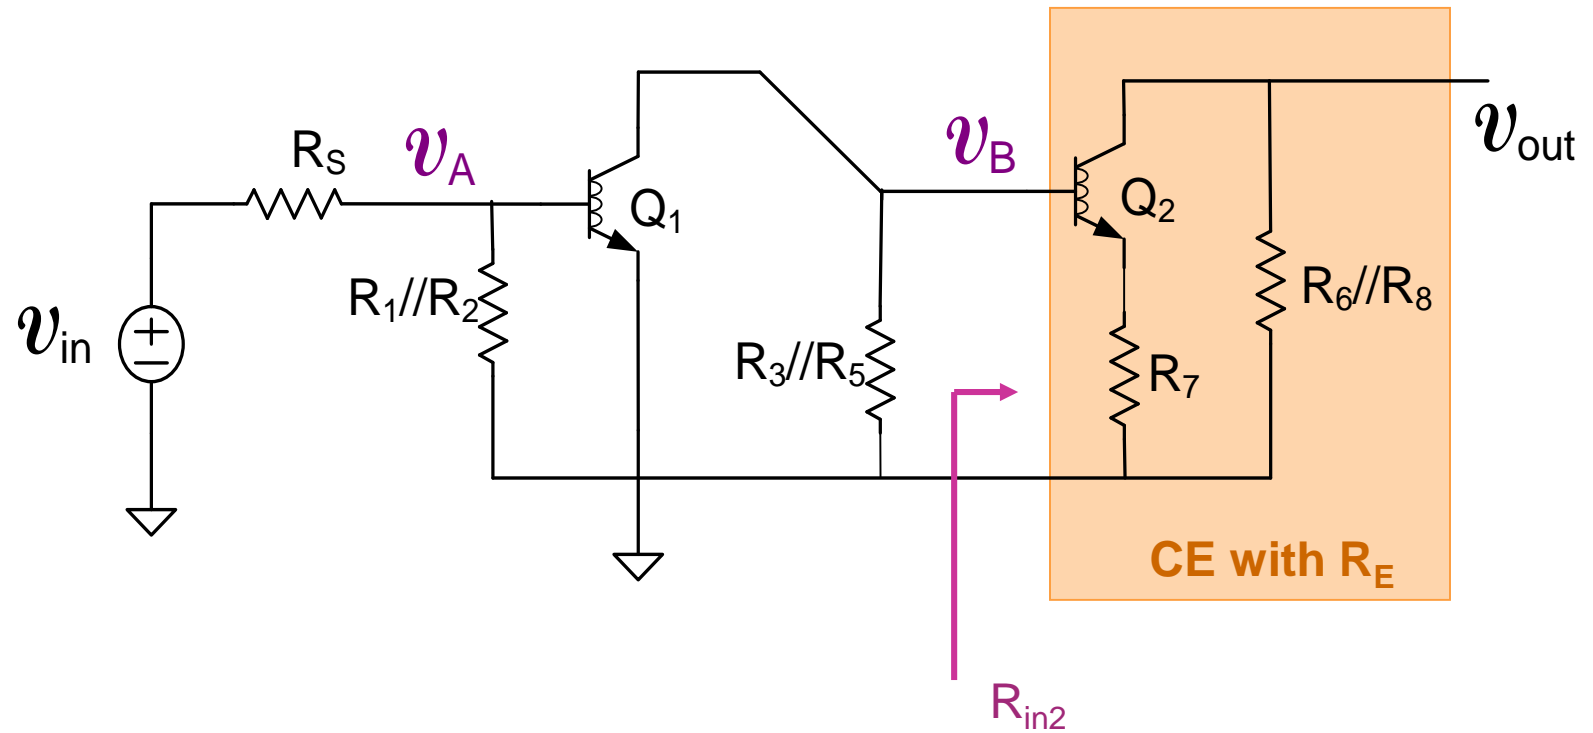 R_S
v_A
v_B
v_out
Q_1
Q_2
R_1//R_2
R_6//R_8
v_in
+
−
R_3//R_5
R_7
CE with R_E
R_in2